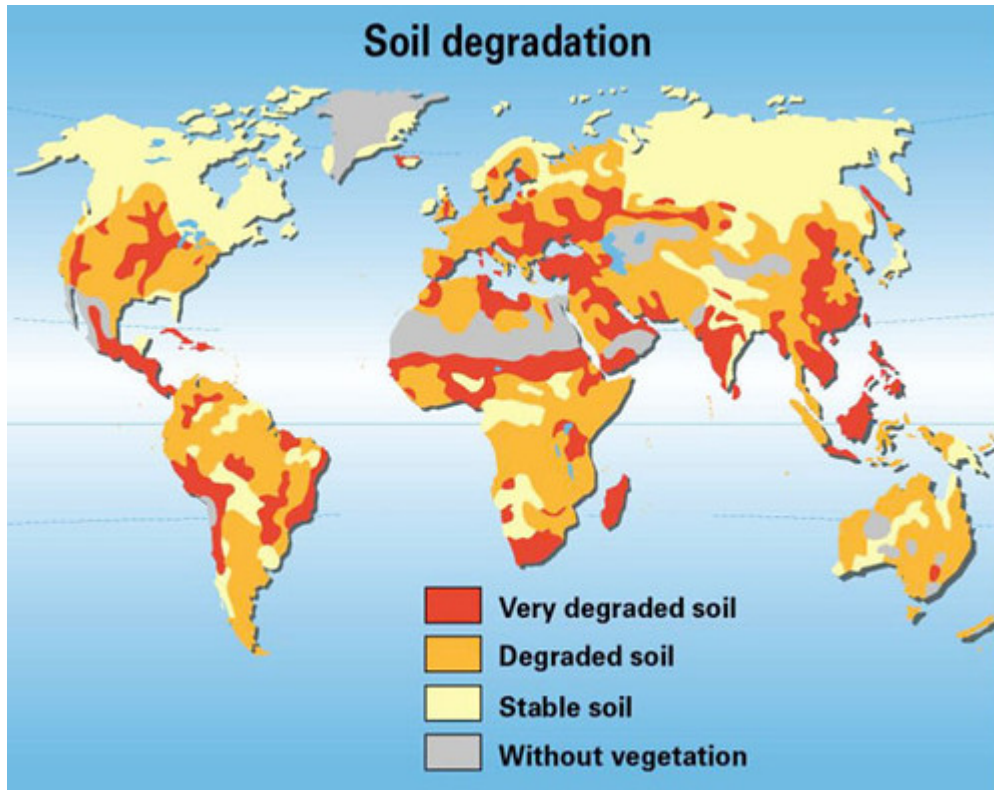 Soil degradation
Very degraded soil
Degraded soil
Stable soil
Without vegetation